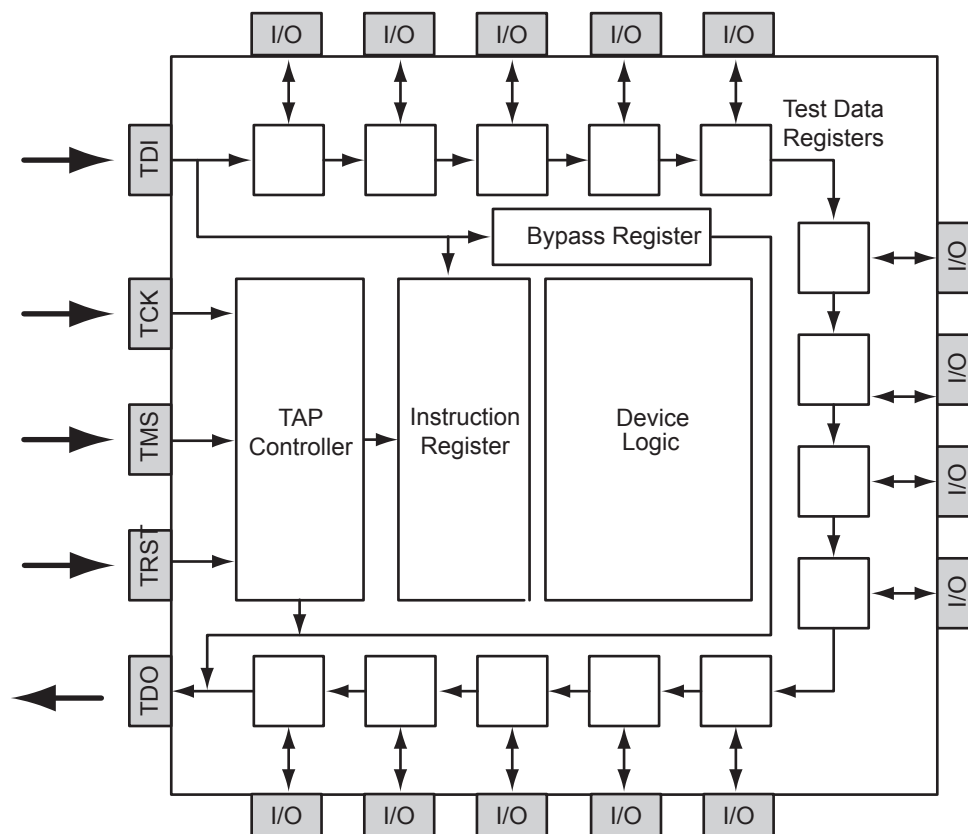 I/O
I/O
I/O
I/O
I/O
Test Data
Registers
TDI
Bypass Register
I/O
TCK
I/O
TAP
Controller
Instruction
Register
Device
Logic
TMS
I/O
TRST
I/O
TDO
I/O
I/O
I/O
I/O
I/O